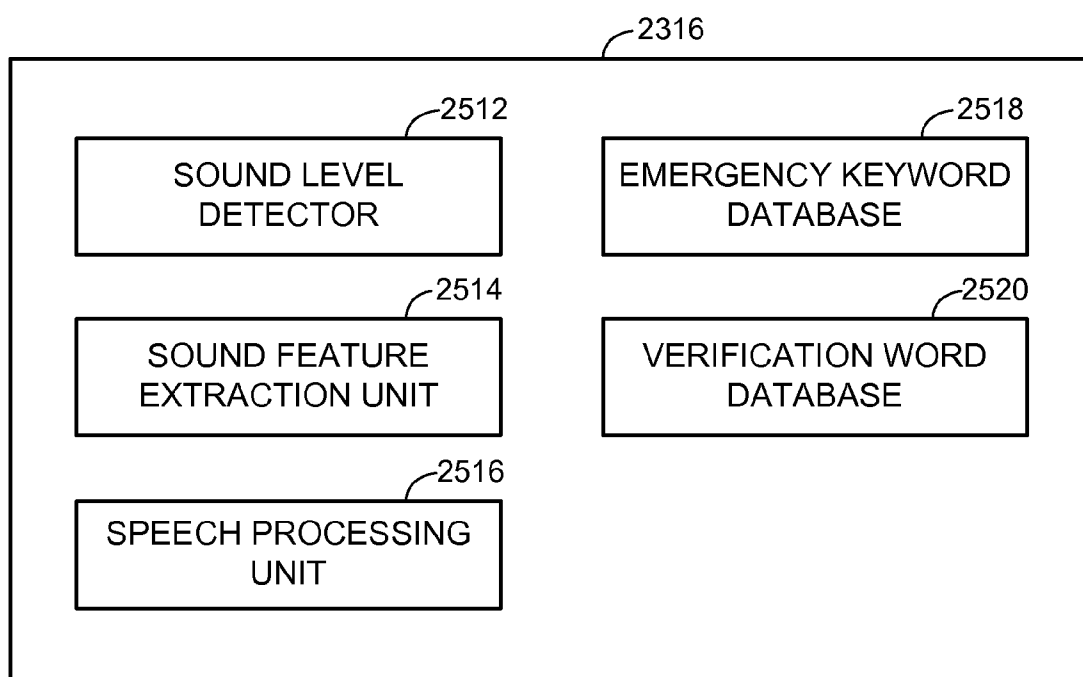 2316
2512
SOUND LEVEL
DETECTOR
2518
EMERGENCY KEYWORD
DATABASE
2514
SOUND FEATURE
EXTRACTION UNIT
2520
VERIFICATION WORD
DATABASE
2516
SPEECH PROCESSING
UNIT